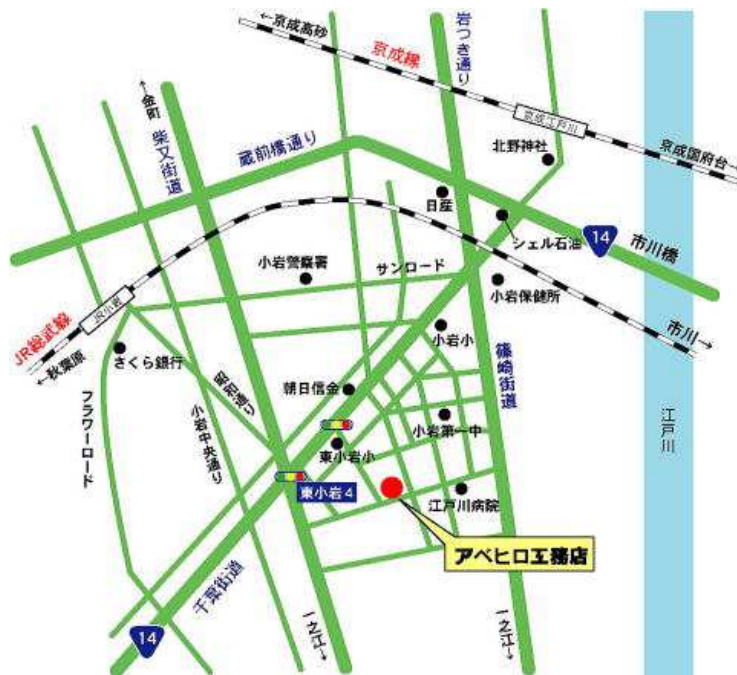 ←京成高砂
京成線
岩つき通り
京成江戸川
京成国府台→
←金町
柴又街道
蔵前橋通り
北野神社
日産
シェル石油
14
市川橋
小岩警察署
サンロード
小岩保健所
JR小岩
JR総武線
←秋葉原
さくら銀行
市川→
小岩小
篠崎街道
昭和通り
朝日信金
フラワーロード
小岩中央通り
小岩第一中
江戸川
東小岩小
東小岩4
江戸川病院
アベヒロ工務店
千葉街道
14
一之江→
一之江→